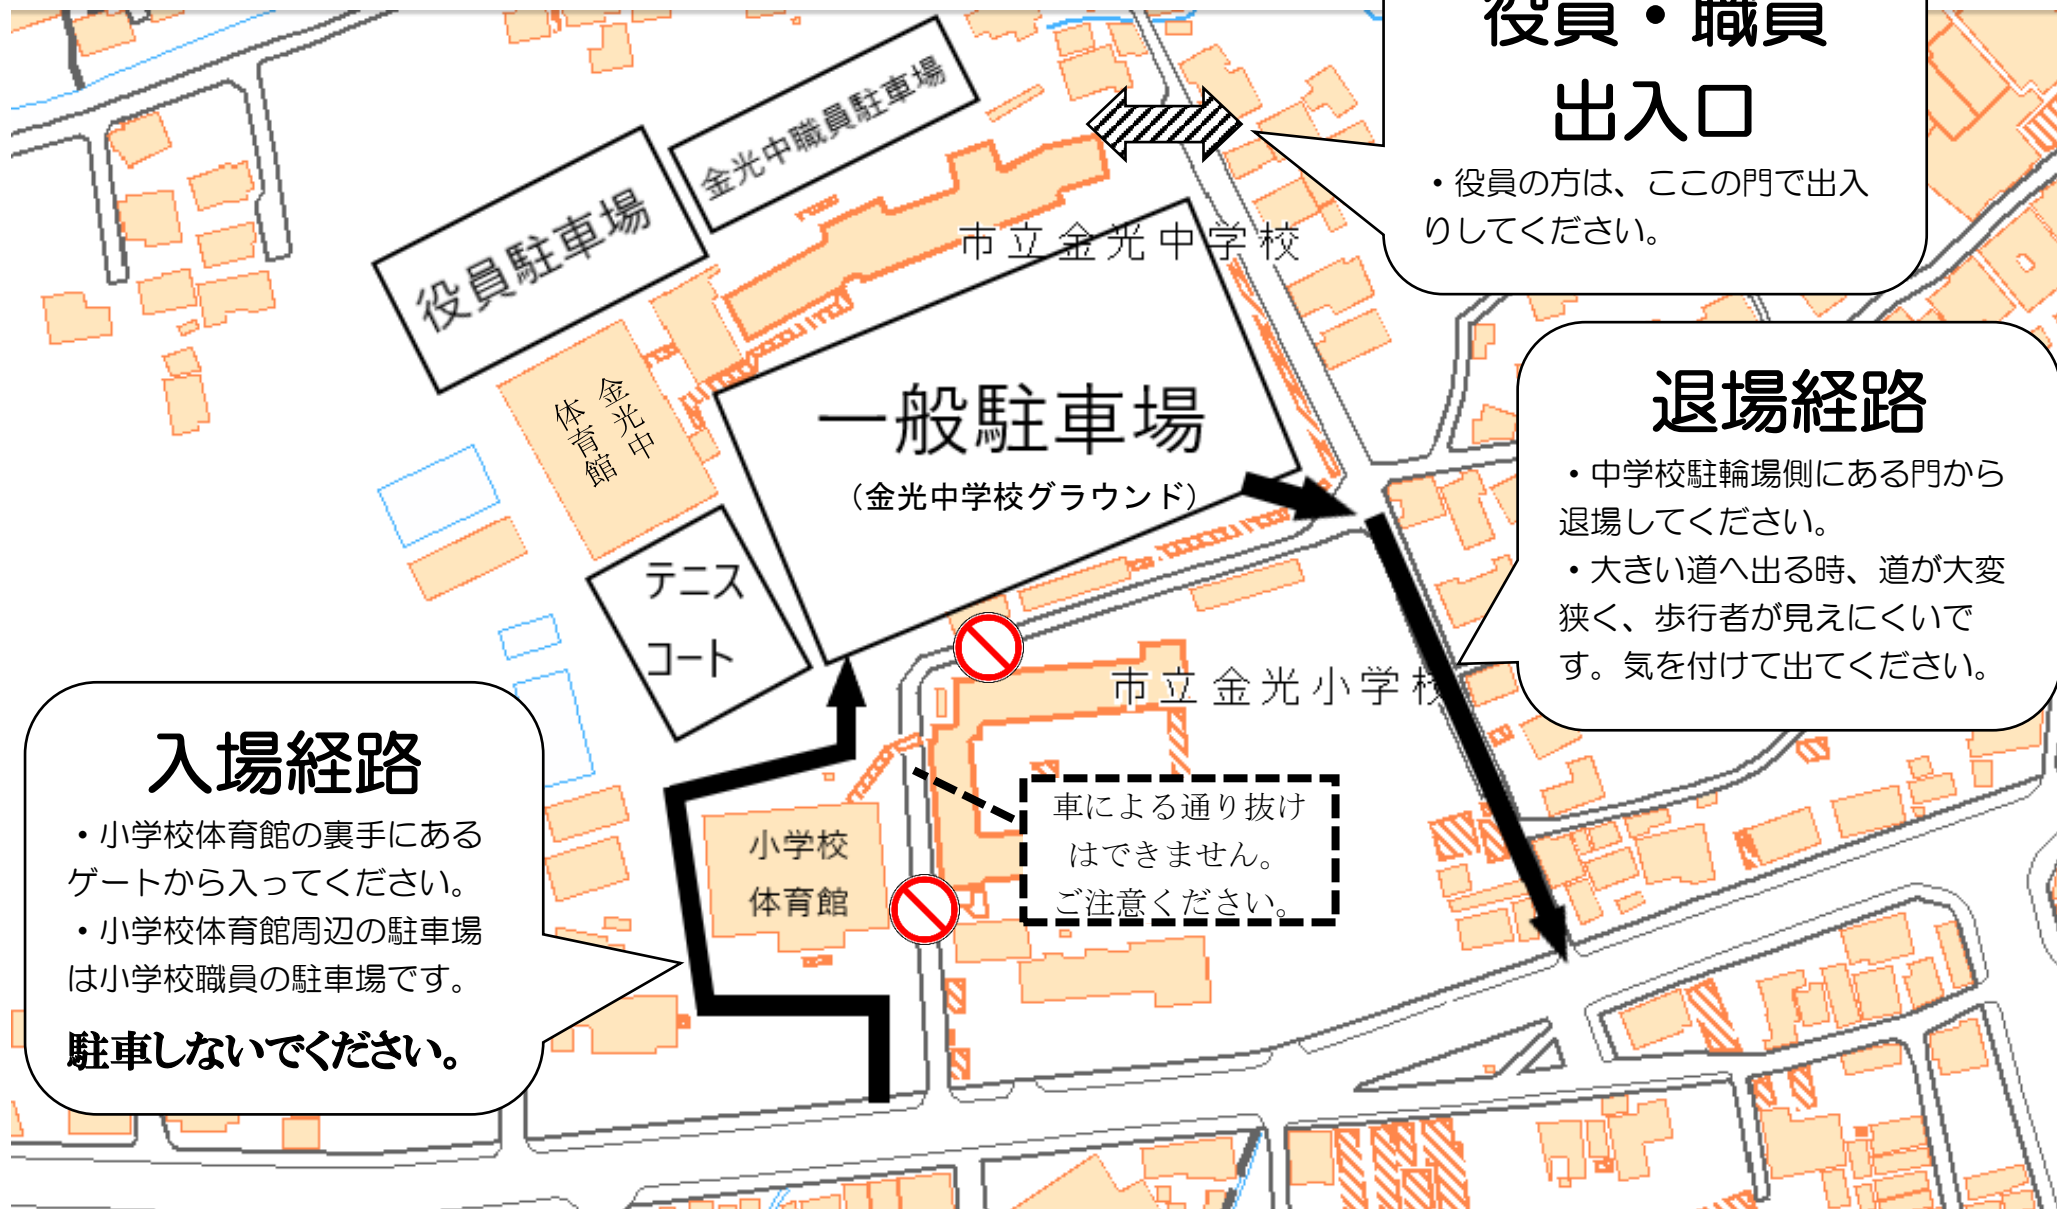 役員・職員
出入口
・役員の方は、ここの門で出入
りしてください。
金光中職員駐車場
役員駐車場
市立金光中学校
一般駐車場
（金光中学校グラウンド）
金光中
体育館
テニス
コート
退場経路
・中学校駐輪場側にある門から
退場してください。
・大きい道へ出る時、道が大変
狭く、歩行者が見えにくいで
す。気を付けて出てください。
市立金光小学校
入場経路
・小学校体育館の裏手にある
ゲートから入ってください。
・小学校体育館周辺の駐車場
は小学校職員の駐車場です。
駐車しないでください。
小学校
体育館
車による通り抜け
はできません。
ご注意ください。